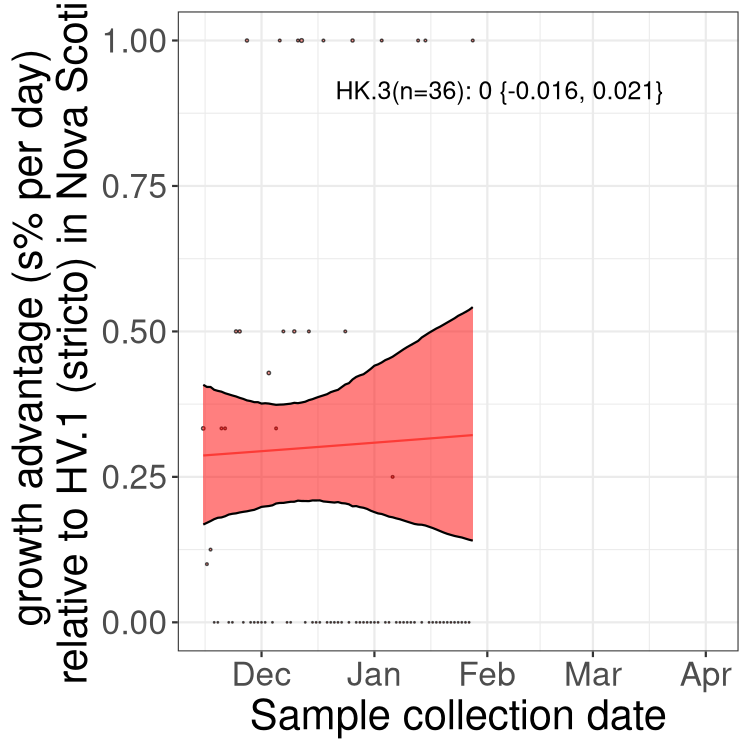 growth advantage (s% per day)
relative to HV.1 (stricto) in Nova Scoti
1.00
0.75
0.50
0.25
0.00
HK.3(n=36): 0 {-0.016, 0.021}
Dec Jan Feb Mar Apr
Sample collection date